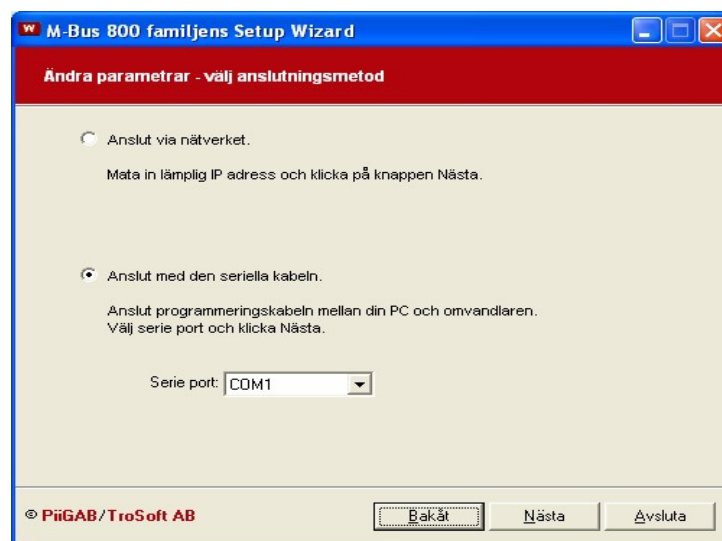 M-Bus 800 familjens Setup Wizard
Ändra parametrar - välj anslutningsmetod
Anslut via nätverket.
Mata in lämplig IP adress och klicka på knappen Nästa.
Anslut med den seriella kabeln.
Anslut programmeringskabeln mellan din PC och omvandlaren.
Välj serie port och klicka Nästa.
Serie port: COM1
© PiiGAB/TroSoft AB Bakåt Nästa Avsluta